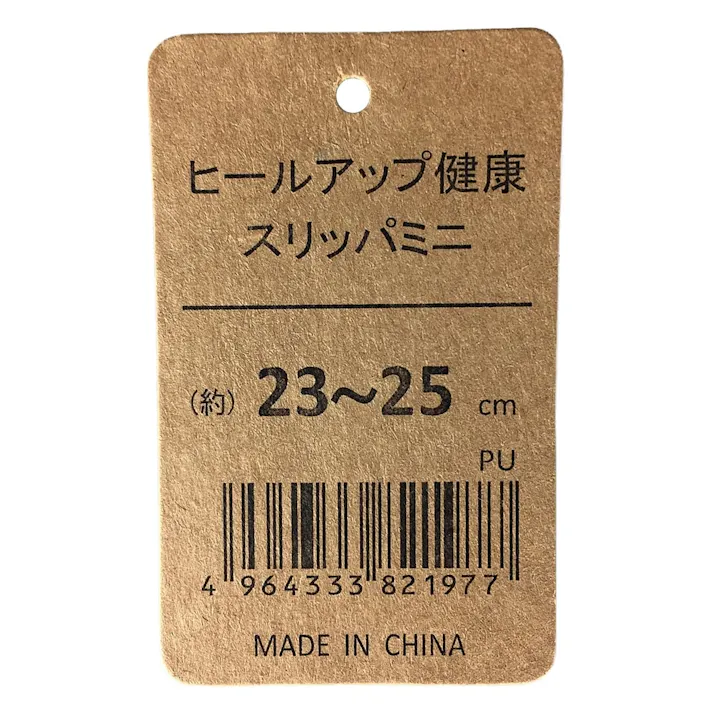 ヒールアップ健康
スリッパミニ
(約) 23~25 cm
PU
4 964333 821977
MADE IN CHINA